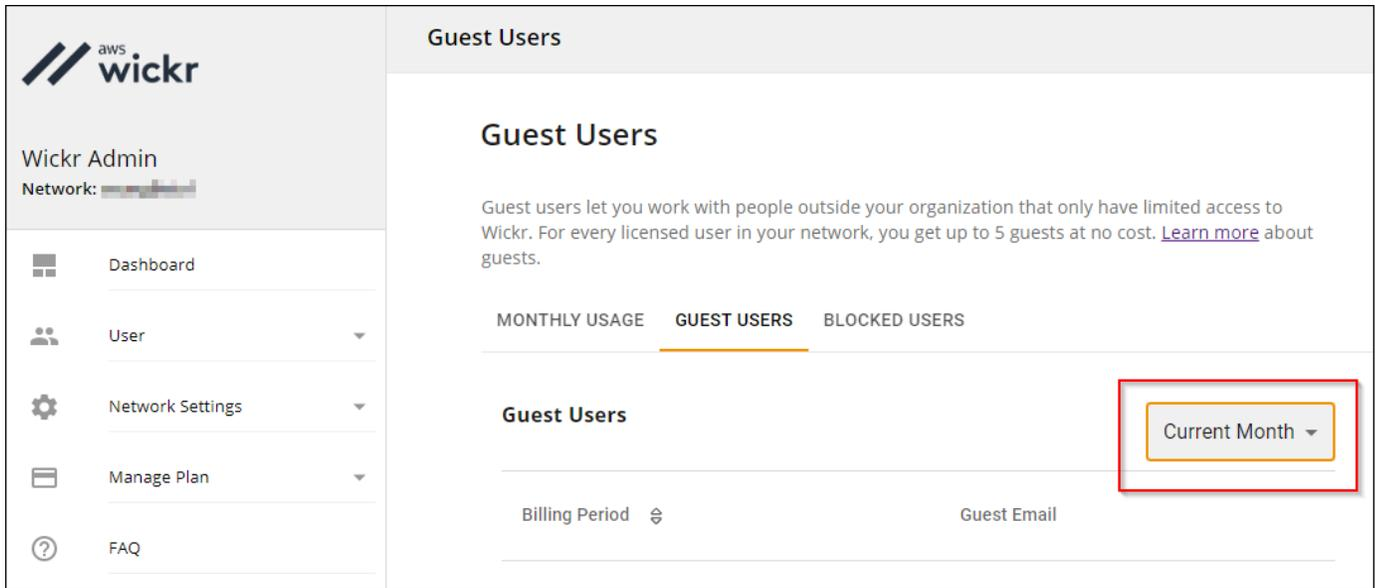 aws
wickr
Wickr Admin
Network:
Dashboard
User
Network Settings
Manage Plan
FAQ
Guest Users
Guest Users
Guest users let you work with people outside your organization that only have limited access to
Wickr. For every licensed user in your network, you get up to 5 guests at no cost. Learn more about
guests.
MONTHLY USAGE GUEST USERS BLOCKED USERS
Guest Users
Current Month
Billing Period Guest Email